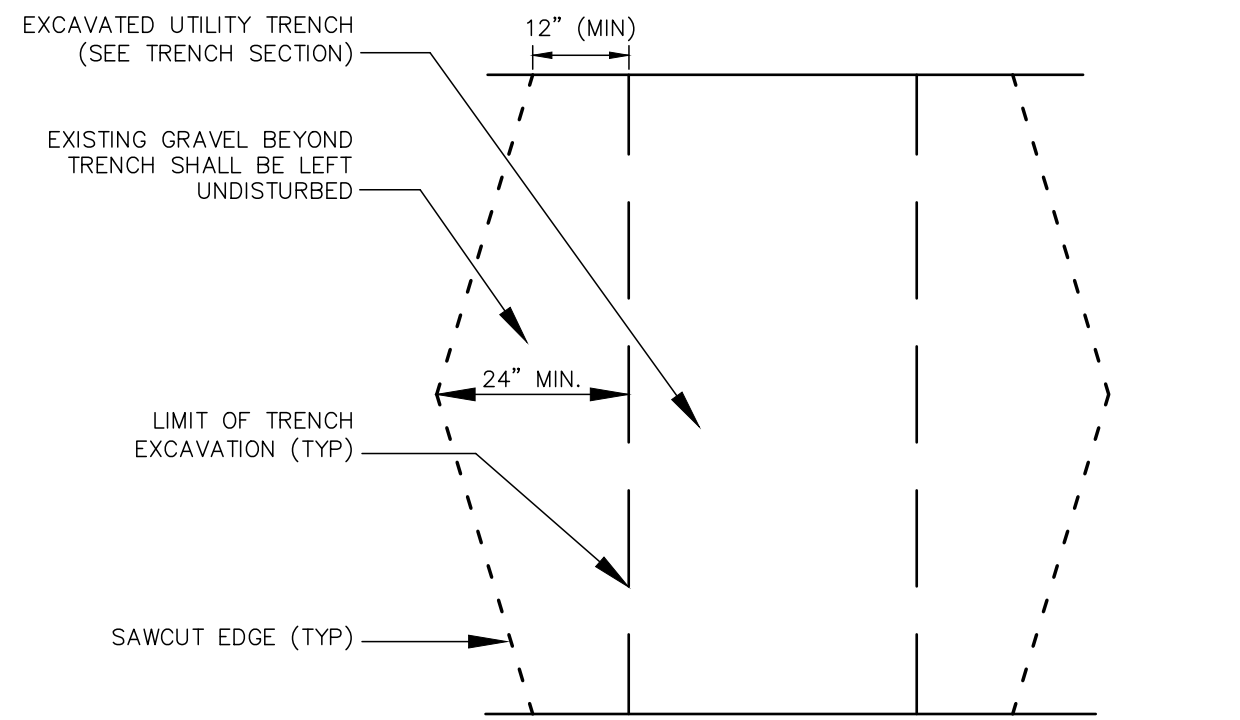 EXCAVATED UTILITY TRENCH
(SEE TRENCH SECTION)
12” (MIN)
EXISTING GRAVEL BEYOND
TRENCH SHALL BE LEFT
UNDISTURBED
24” MIN.
LIMIT OF TRENCH
EXCAVATION (TYP)
SAWCUT EDGE (TYP)